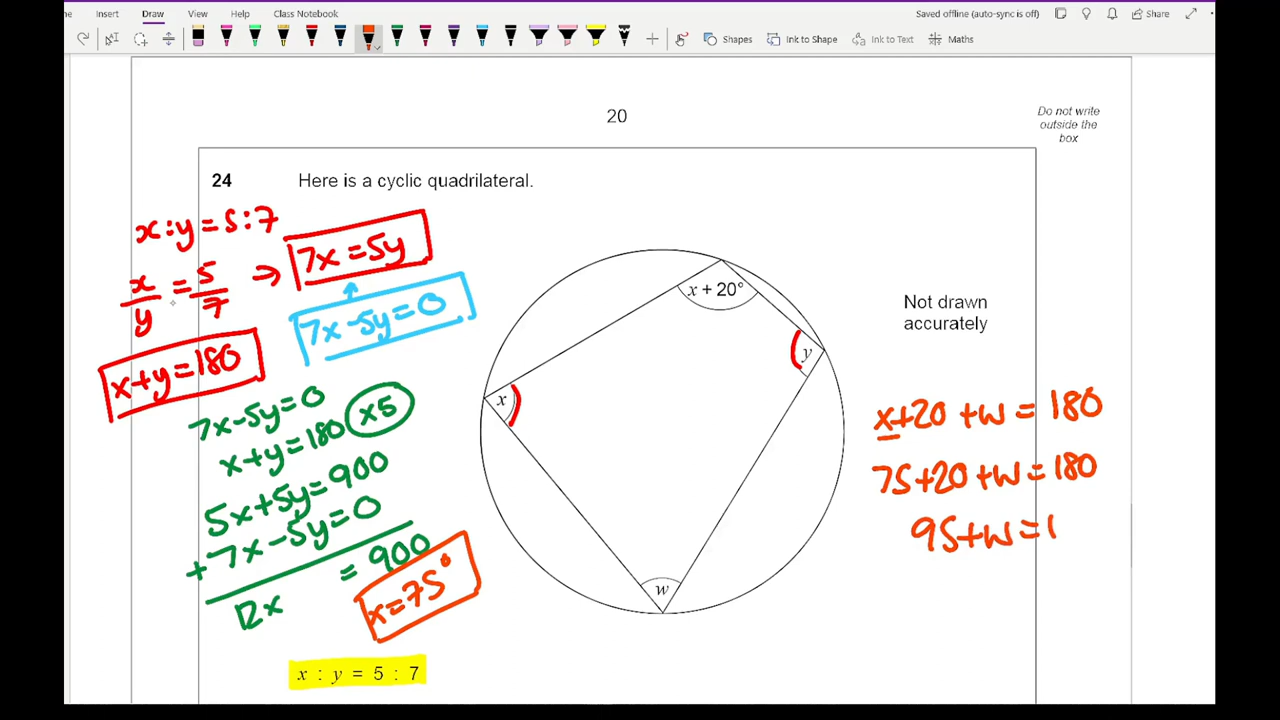 Insert Draw View Help Class Notebook Saved offline (auto-sync is off) Share
Shapes Ink to Shape Ink to Text Maths
20
Do not write
outside the
box
24 Here is a cyclic quadrilateral.
x:y = 5:7
x/y = 5/7 ⇒ 7x = 5y
7x-5y=0
x+y=180
7x-5y=0
x+y=180 x5
5x+5y=900
+7x-5y=0
12x = 900
x=75°
x + 20°
y
x
w
Not drawn
accurately
x+20+w=180
75+20+w=180
95+w=1
x : y = 5 : 7